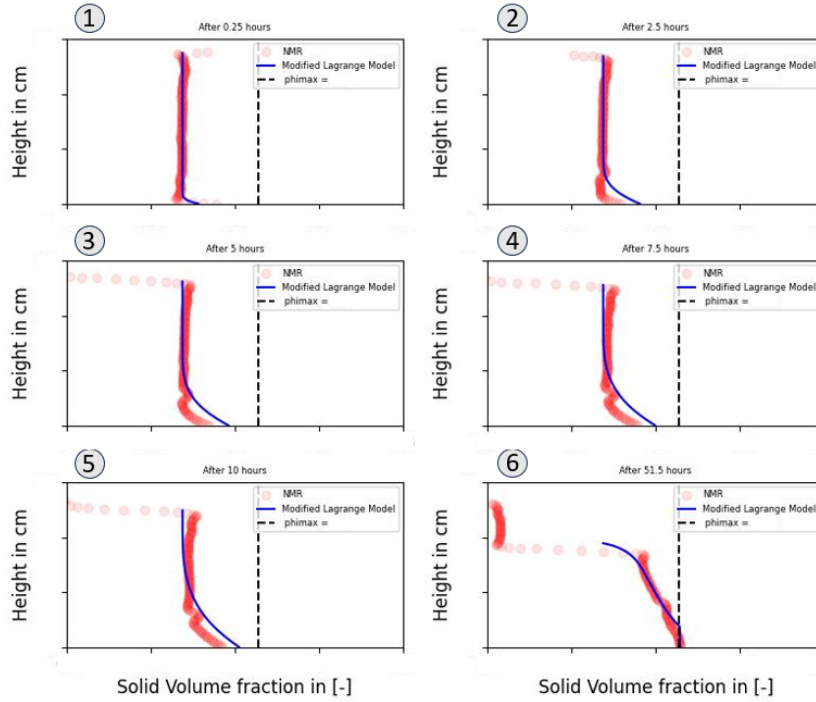 1
After 0.25 hours
Height in cm
NMR
Modified Lagrange Model
phimax =
2
After 2.5 hours
Height in cm
NMR
Modified Lagrange Model
phimax =
3
After 5 hours
Height in cm
NMR
Modified Lagrange Model
phimax =
4
After 7.5 hours
Height in cm
NMR
Modified Lagrange Model
phimax =
5
After 10 hours
Height in cm
NMR
Modified Lagrange Model
phimax =
Solid Volume fraction in [-]
6
After 51.5 hours
Height in cm
NMR
Modified Lagrange Model
phimax =
Solid Volume fraction in [-]